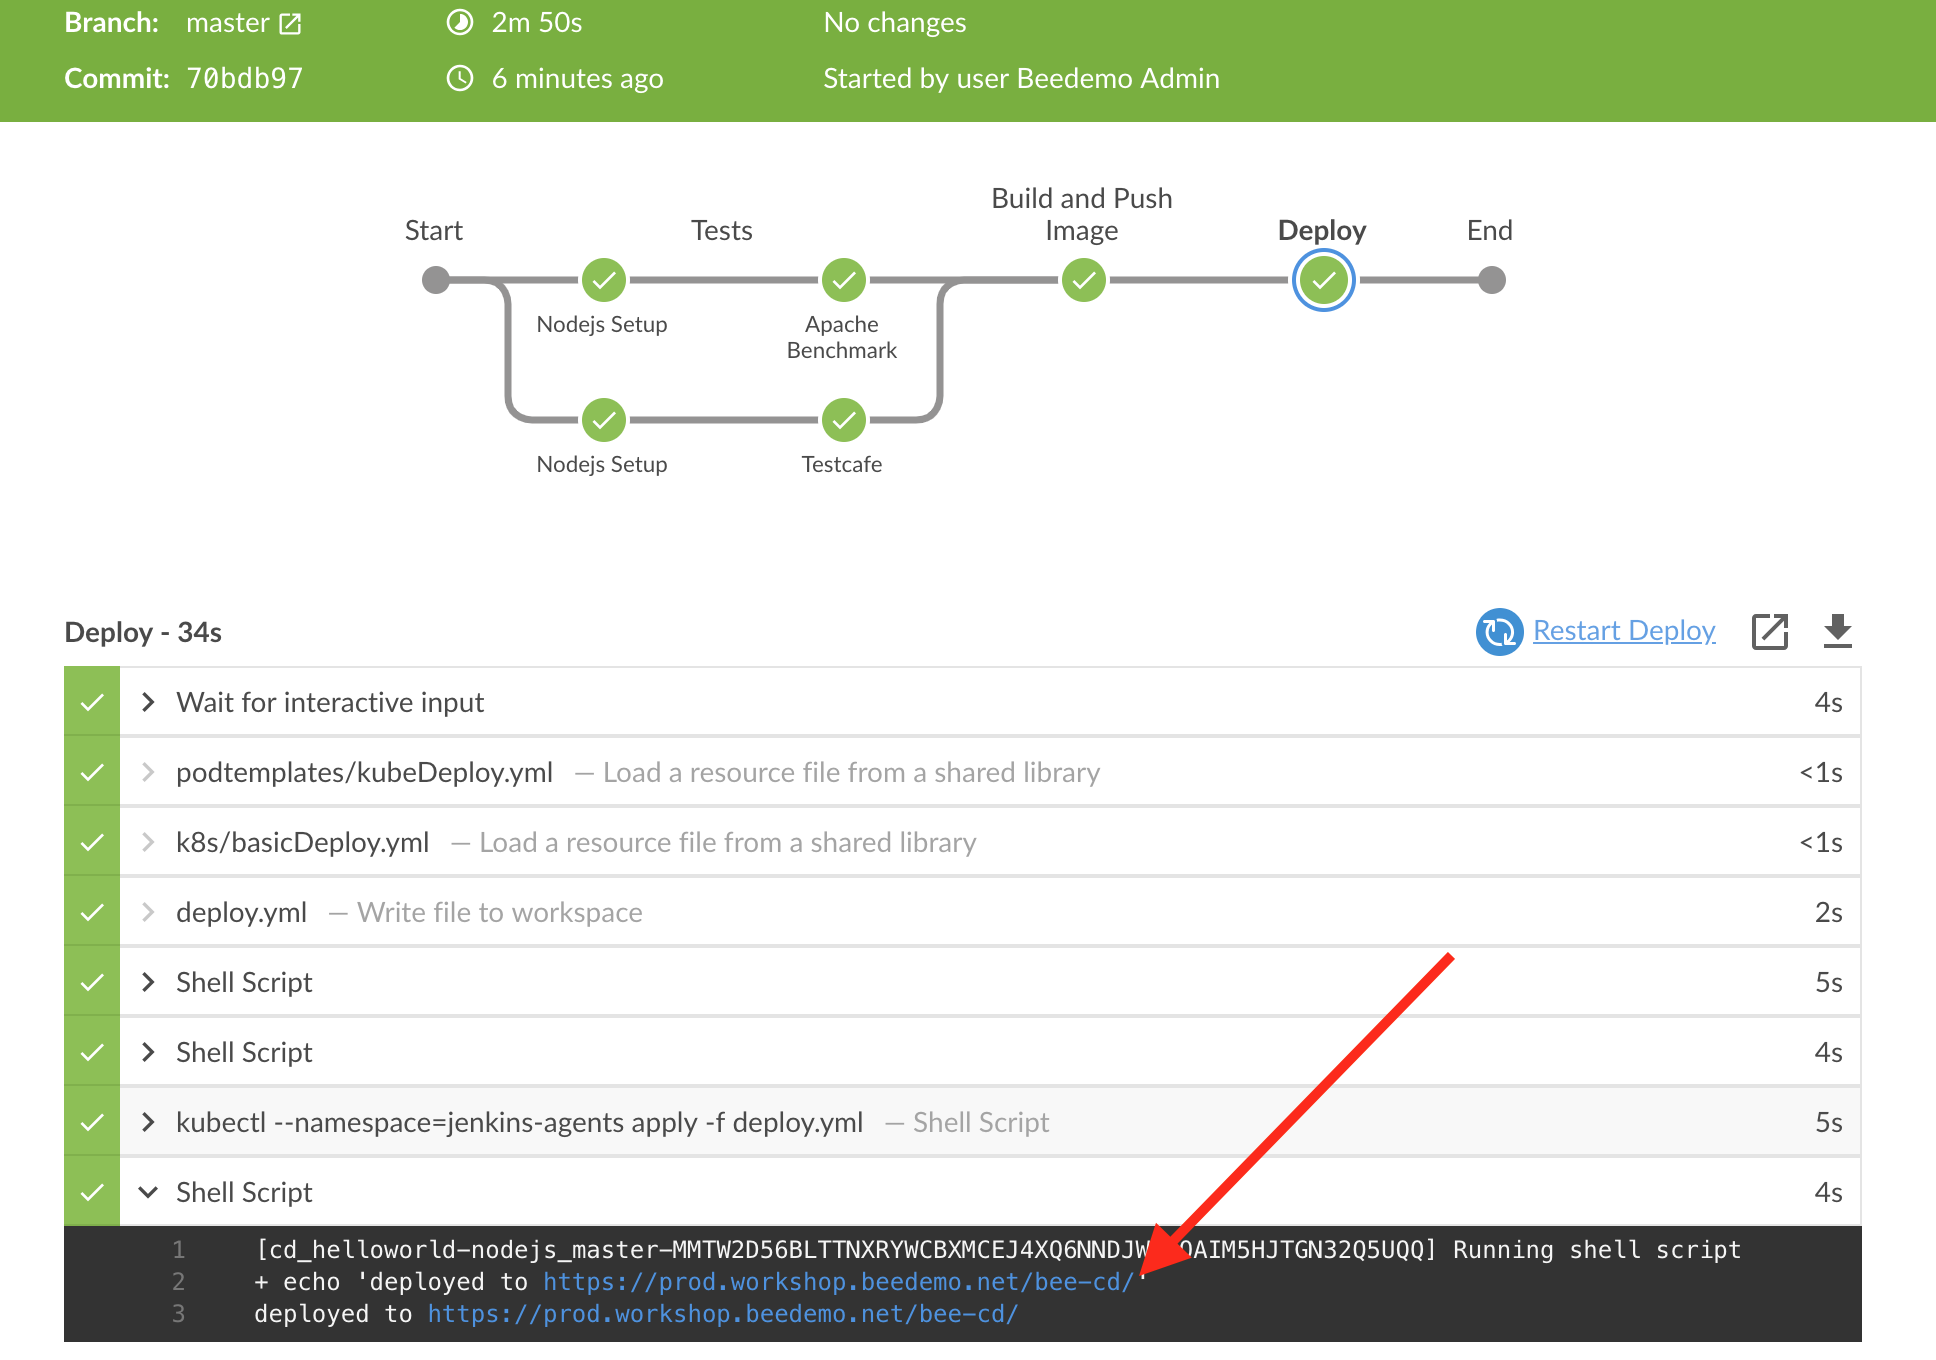 Branch: master 2m 50s No changes
Commit: 70bdb97 6 minutes ago Started by user Beedemo Admin
Build and Push
Start Tests Image Deploy End
Nodejs Setup Apache
Benchmark
Nodejs Setup Testcafe
Deploy - 34s Restart Deploy
Wait for interactive input 4s
podtemplates/kubeDeploy.yml — Load a resource file from a shared library <1s
k8s/basicDeploy.yml — Load a resource file from a shared library <1s
deploy.yml — Write file to workspace 2s
Shell Script 5s
Shell Script 4s
kubectl --namespace=jenkins-agents apply -f deploy.yml — Shell Script 5s
Shell Script 4s
1 Running shell script
2 + echo 'deployed to https://prod.workshop.beedemo.net/bee-cd/'
3 deployed to https://prod.workshop.beedemo.net/bee-cd/